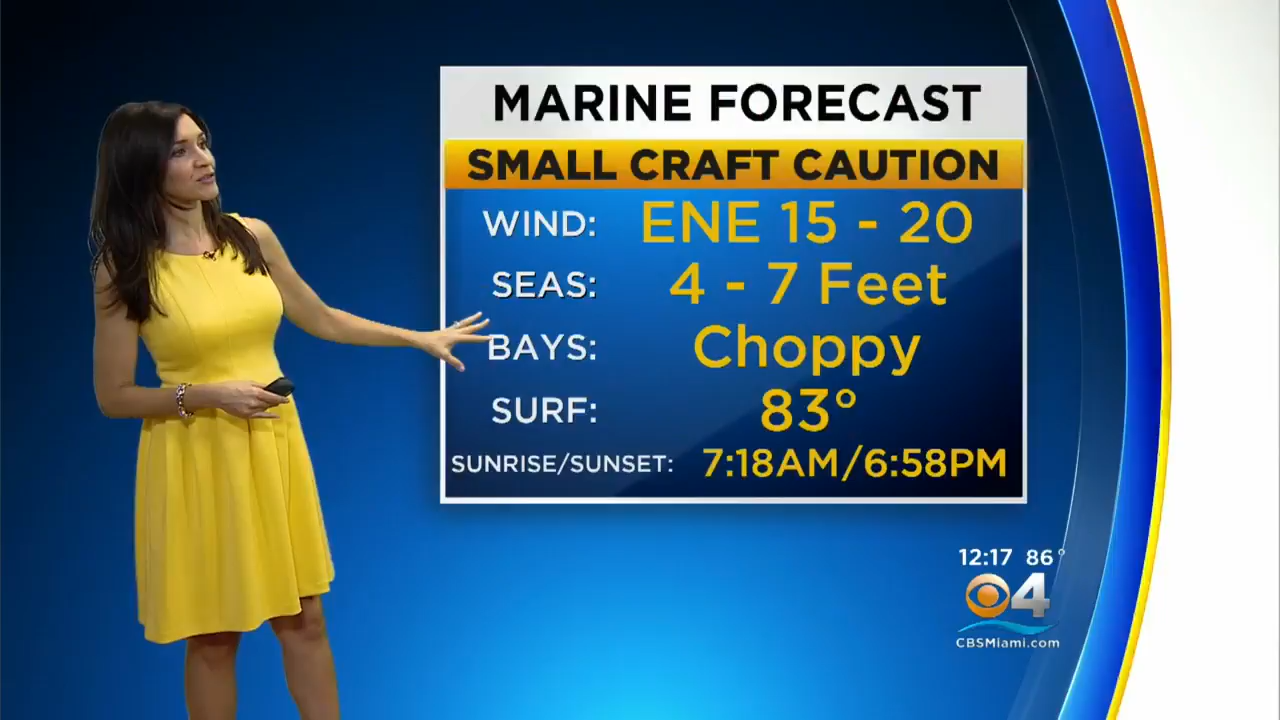 MARINE FORECAST
SMALL CRAFT CAUTION
WIND: ENE 15 - 20
SEAS: 4 - 7 Feet
BAYS: Choppy
SURF: 83°
SUNRISE/SUNSET: 7:18AM/6:58PM
12:17 86°
4
CBSMiami.com